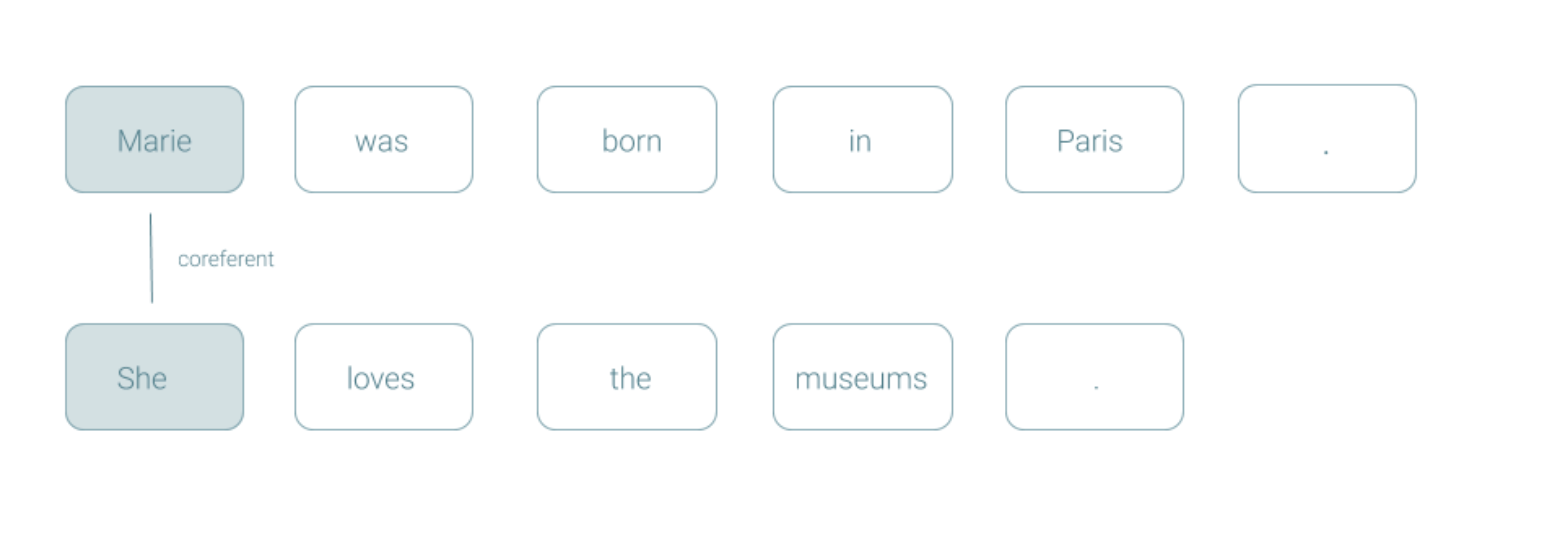 Marie was born in Paris .
coreferent
She loves the museums .